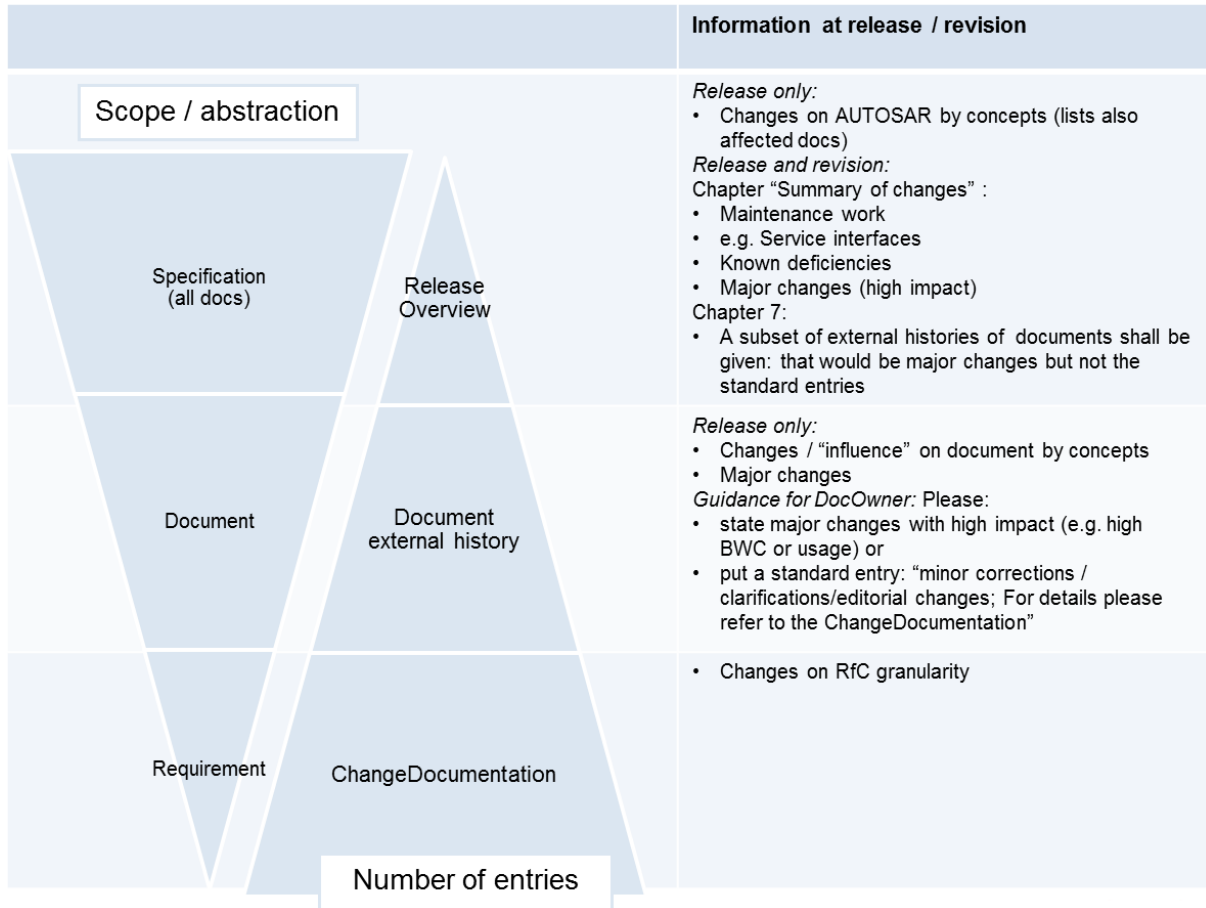 Information at release / revision
Scope / abstraction
Specification
(all docs)
Release
Overview
Release only:
• Changes on AUTOSAR by concepts (lists also
affected docs)
Release and revision:
Chapter “Summary of changes” :
• Maintenance work
• e.g. Service interfaces
• Known deficiencies
• Major changes (high impact)
Chapter 7:
• A subset of external histories of documents shall be
given: that would be major changes but not the
standard entries
Document
Document
external history
Release only:
• Changes / “influence” on document by concepts
• Major changes
Guidance for DocOwner: Please:
• state major changes with high impact (e.g. high
BWC or usage) or
• put a standard entry: “minor corrections /
clarifications/editorial changes; For details please
refer to the ChangeDocumentation”
Requirement
ChangeDocumentation
• Changes on RfC granularity
Number of entries